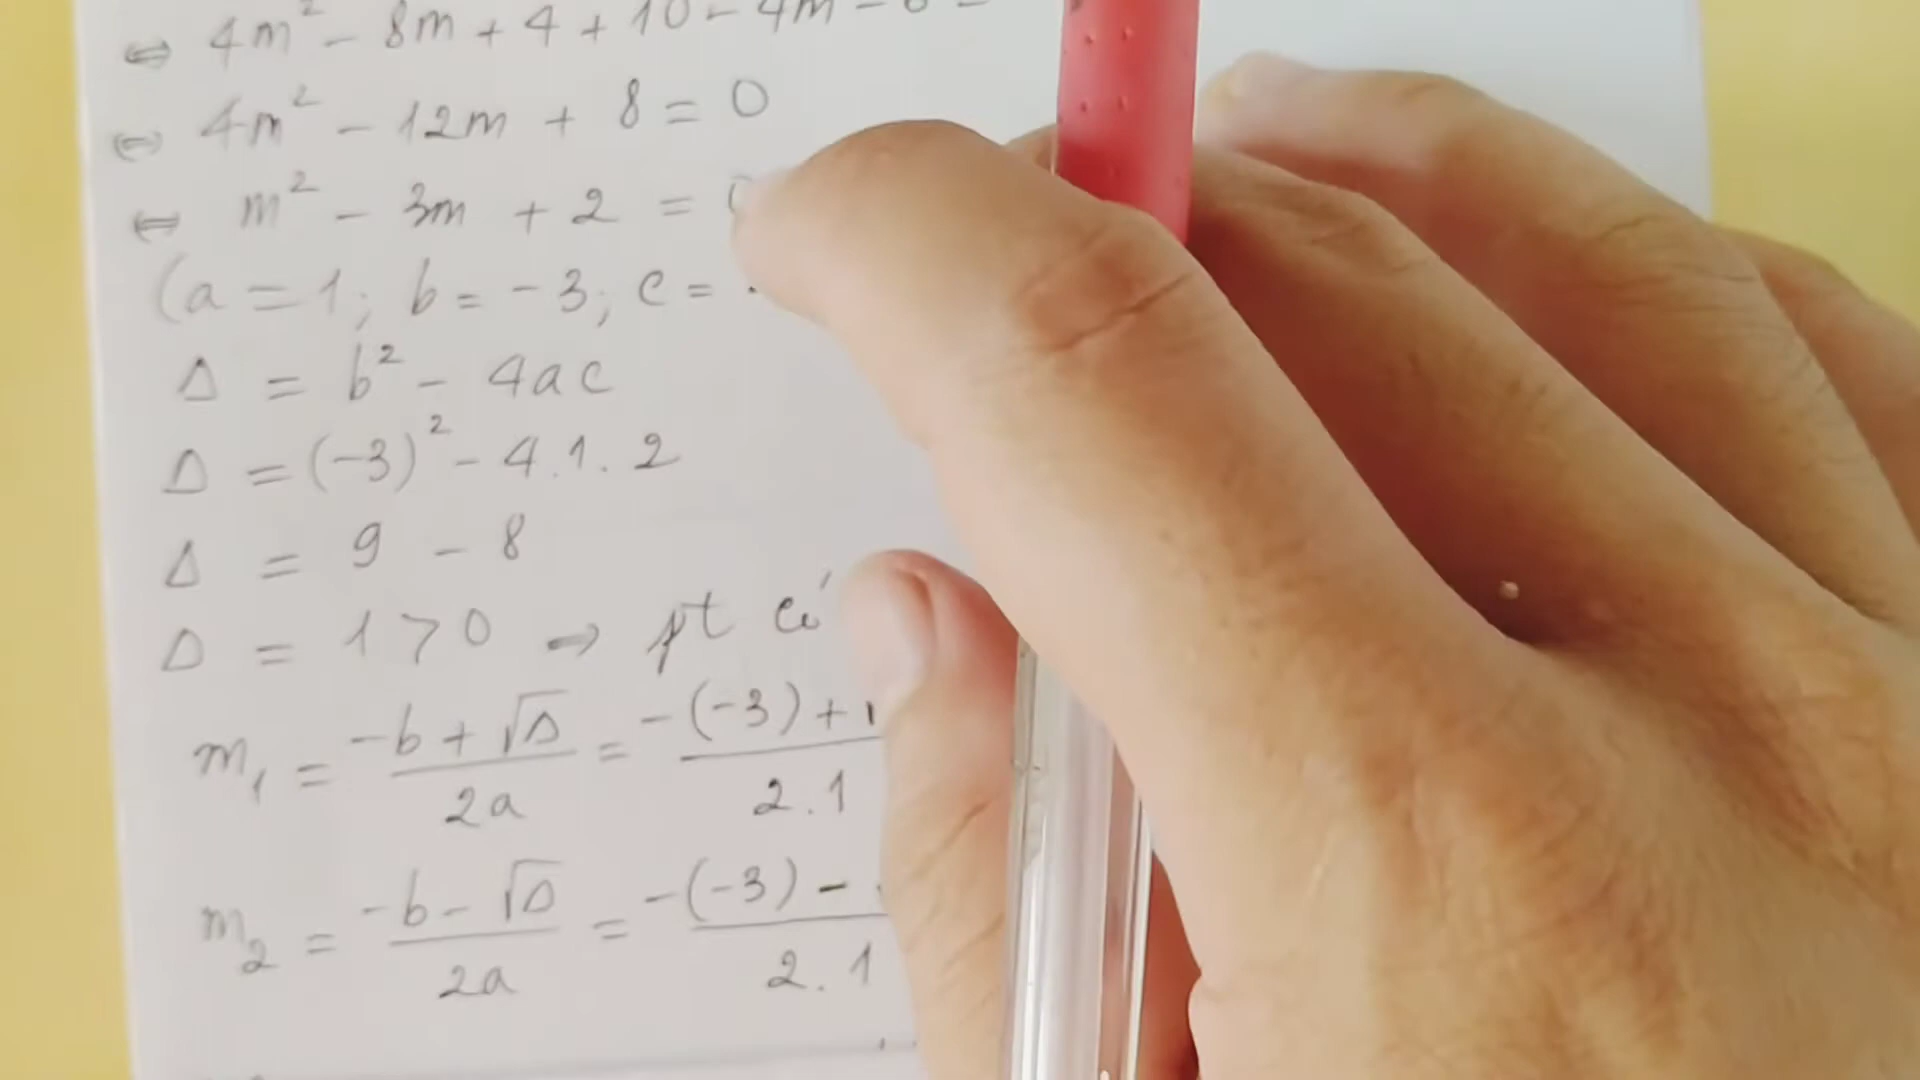 ⇔ 4m² - 8m + 4 + 10 - 4m - 6 =
⇔ 4m² - 12m + 8 = 0
⇔ m² - 3m + 2 = 0
(a = 1; b = -3; c =
Δ = b² - 4ac
Δ = (-3)² - 4.1.2
Δ = 9 - 8
Δ = 1 > 0 → pt có
m₁ = (-b + √Δ)/(2a) = (-(-3) + 1)/(2.1)
m₂ = (-b - √Δ)/(2a) = (-(-3) -)/(2.1)